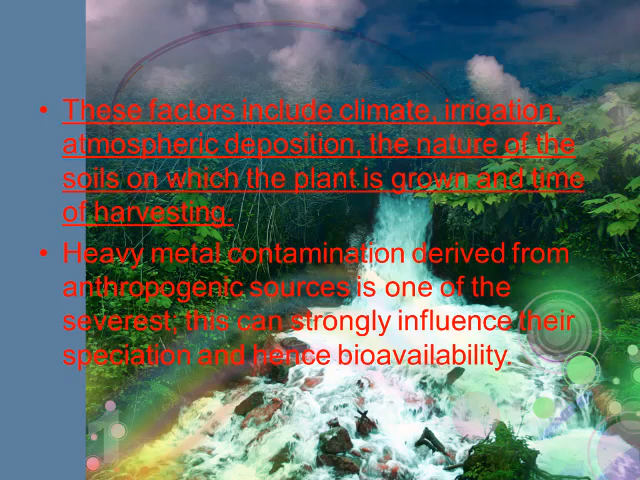 • These factors include climate, irrigation,
atmospheric deposition, the nature of the
soils on which the plant is grown and time
of harvesting.
• Heavy metal contamination derived from
anthropogenic sources is one of the
severest; this can strongly influence their
speciation and hence bioavailability.